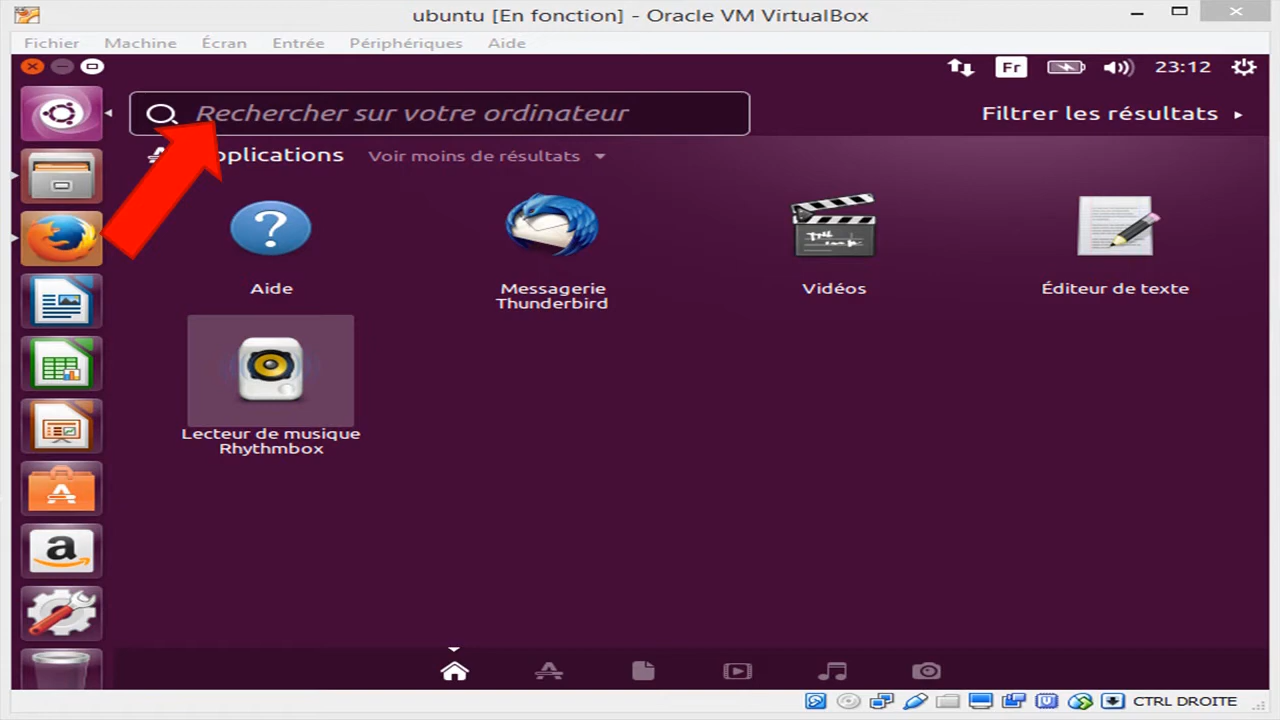 ubuntu [En fonction] - Oracle VM VirtualBox
Fichier Machine Écran Entrée Périphériques Aide
Fr 23:12
Rechercher sur votre ordinateur
Filtrer les résultats
pplications Voir moins de résultats
Aide
Messagerie
Thunderbird
Vidéos
Éditeur de texte
Lecteur de musique
Rhythmbox
CTRL DROITE